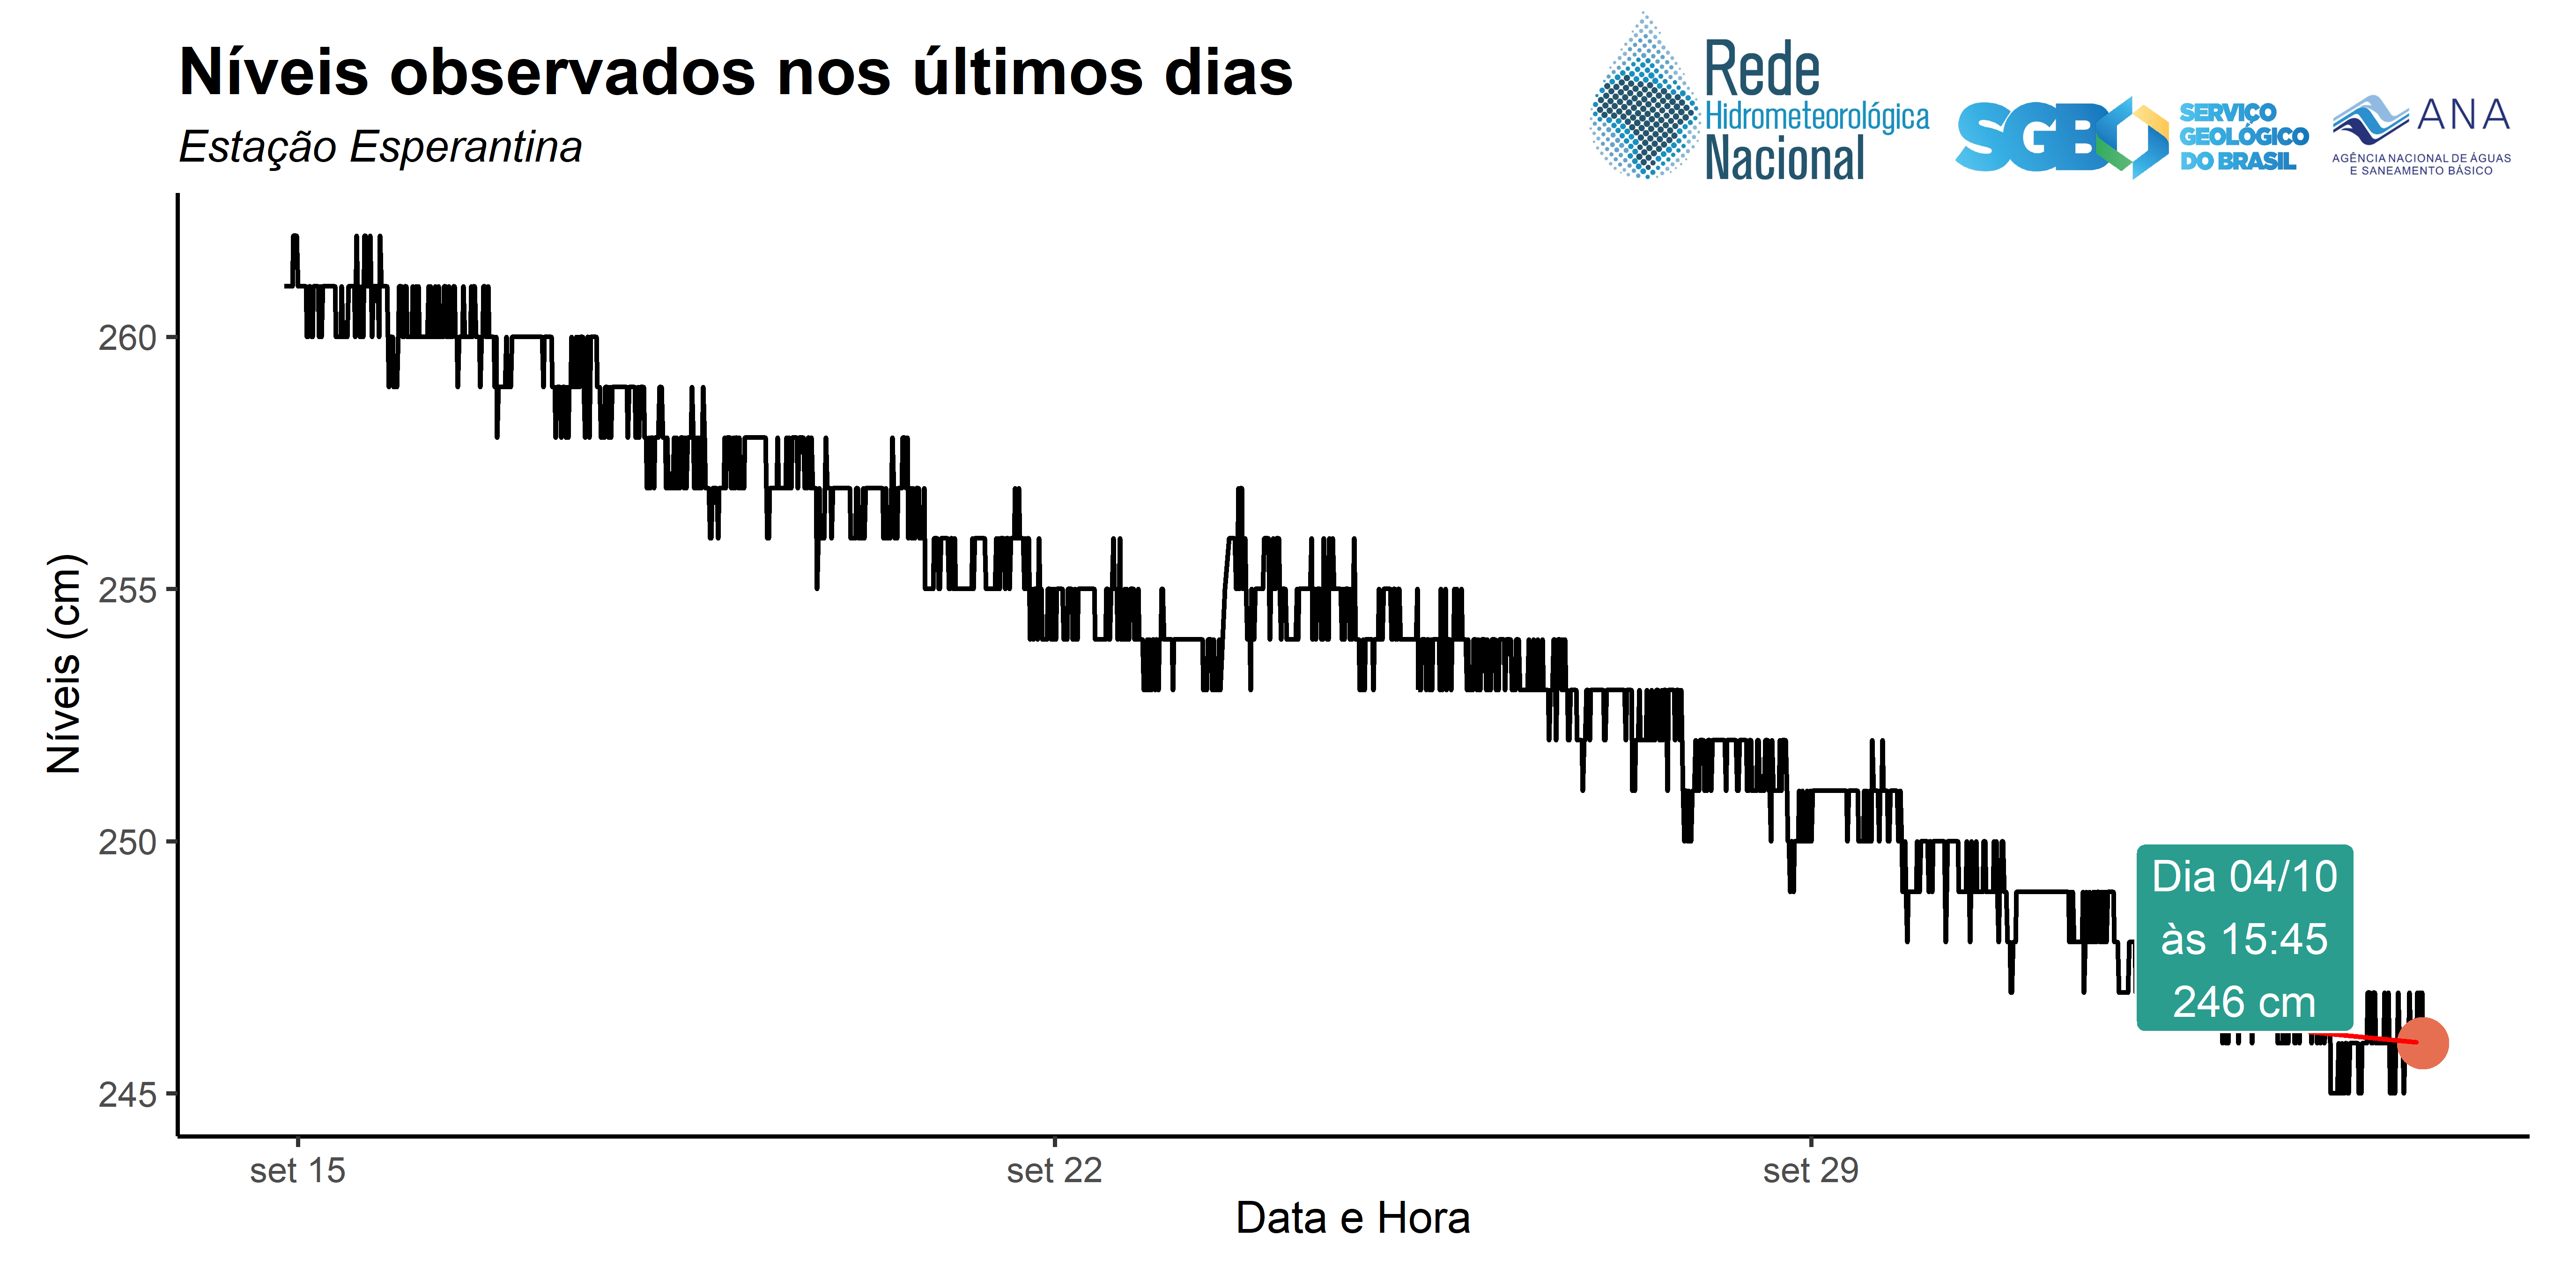 Níveis observados nos últimos dias
Estação Esperantina
Rede
Hidrometeorológica
Nacional
SGB
SERVIÇO
GEOLÓGICO
DO BRASIL
ANA
AGÊNCIA NACIONAL DE ÁGUAS
E SANEAMENTO BÁSICO
Níveis (cm)
260
255
250
245
Dia 04/10
às 15:45
246 cm
set 15
set 22
set 29
Data e Hora